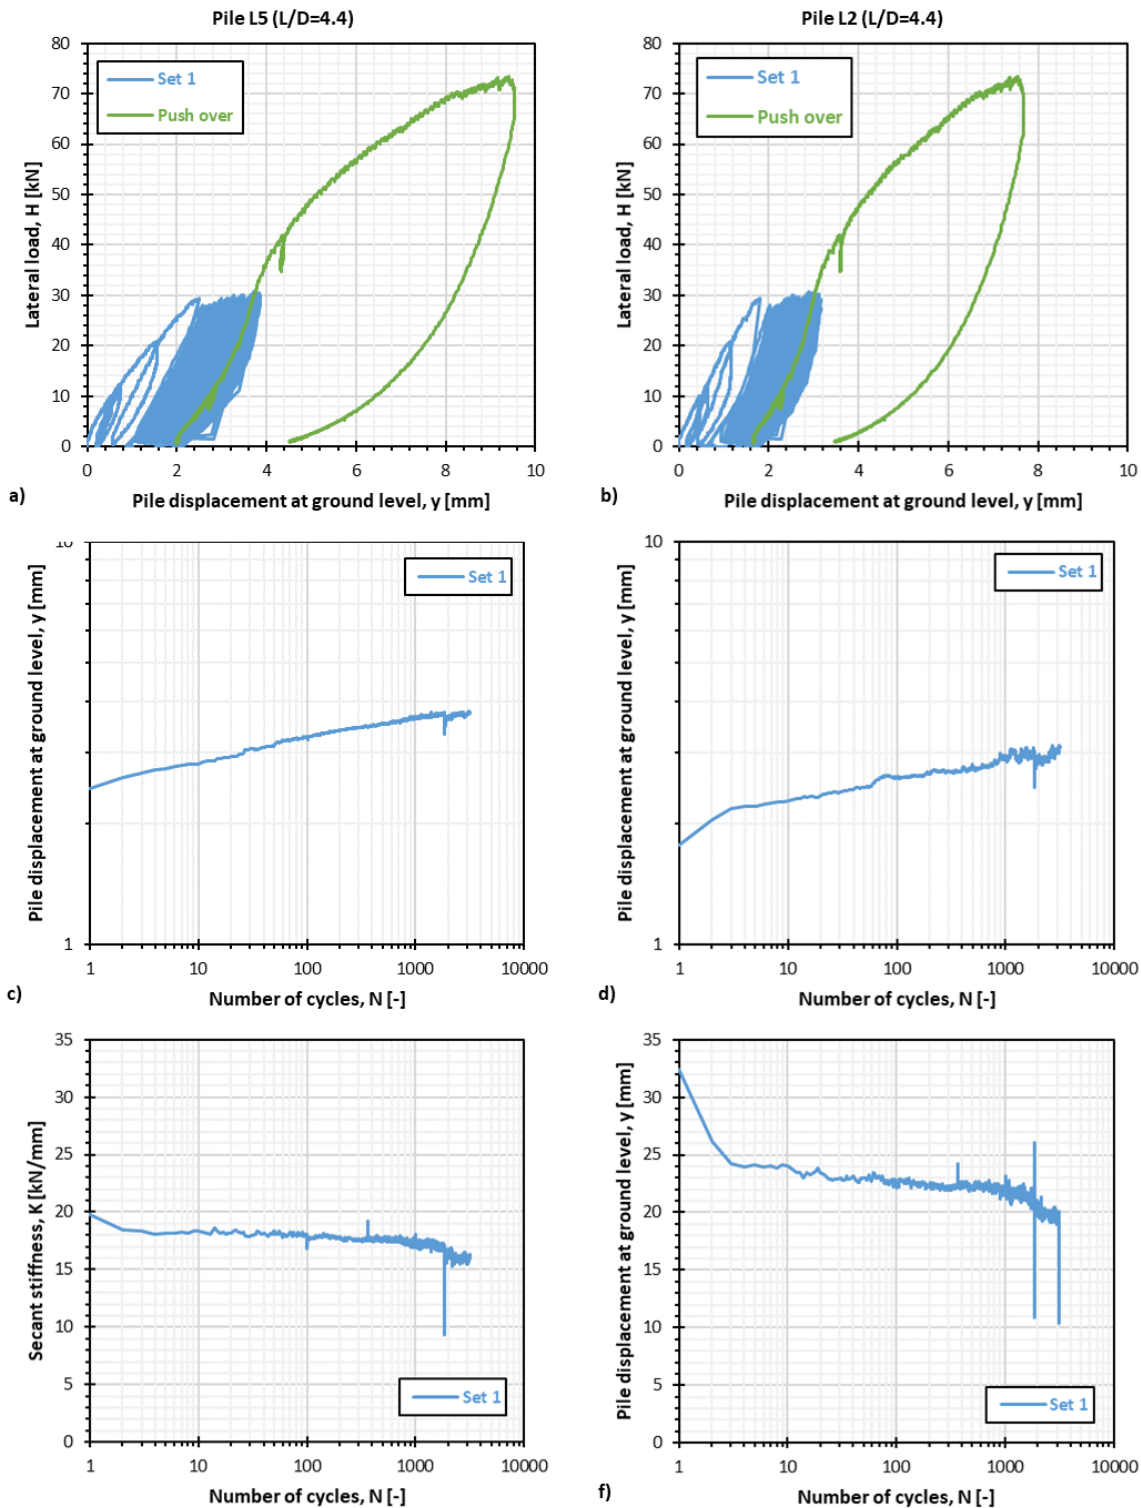 Pile L5 (L/D=4.4)
80
70
60
50
40
30
20
10
0
Lateral load, H [kN]
Set 1
Push over
0 2 4 6 8 10
a)
Pile displacement at ground level, y [mm]
Pile L2 (L/D=4.4)
80
70
60
50
40
30
20
10
0
Lateral load, H [kN]
Set 1
Push over
0 2 4 6 8 10
b)
Pile displacement at ground level, y [mm]
10
1
Pile displacement at ground level, y [mm]
Set 1
1 10 100 1000 10000
c)
Number of cycles, N [-]
10
1
Pile displacement at ground level, y [mm]
Set 1
1 10 100 1000 10000
d)
Number of cycles, N [-]
35
30
25
20
15
10
5
0
Secant stiffness, K [kN/mm]
Set 1
1 10 100 1000 10000
Number of cycles, N [-]
35
30
25
20
15
10
5
0
Pile displacement at ground level, y [mm]
Set 1
1 10 100 1000 10000
f)
Number of cycles, N [-]